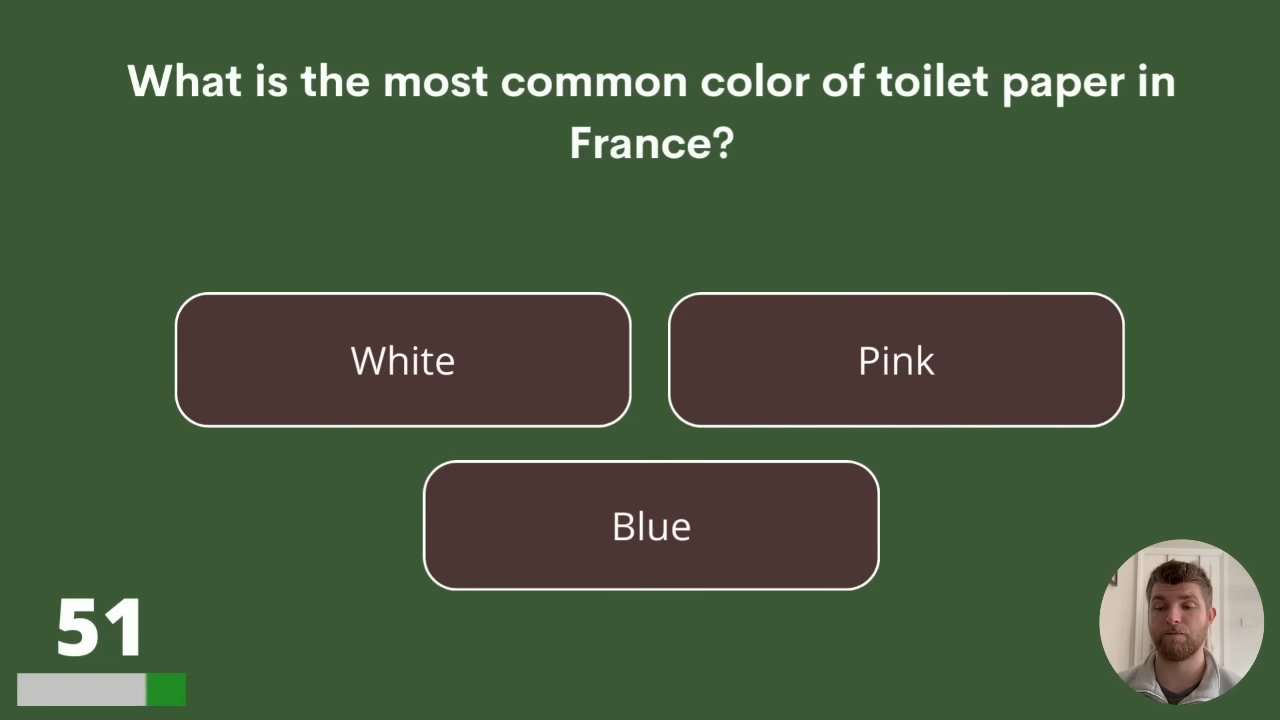 What is the most common color of toilet paper in
France?
White
Pink
Blue
51